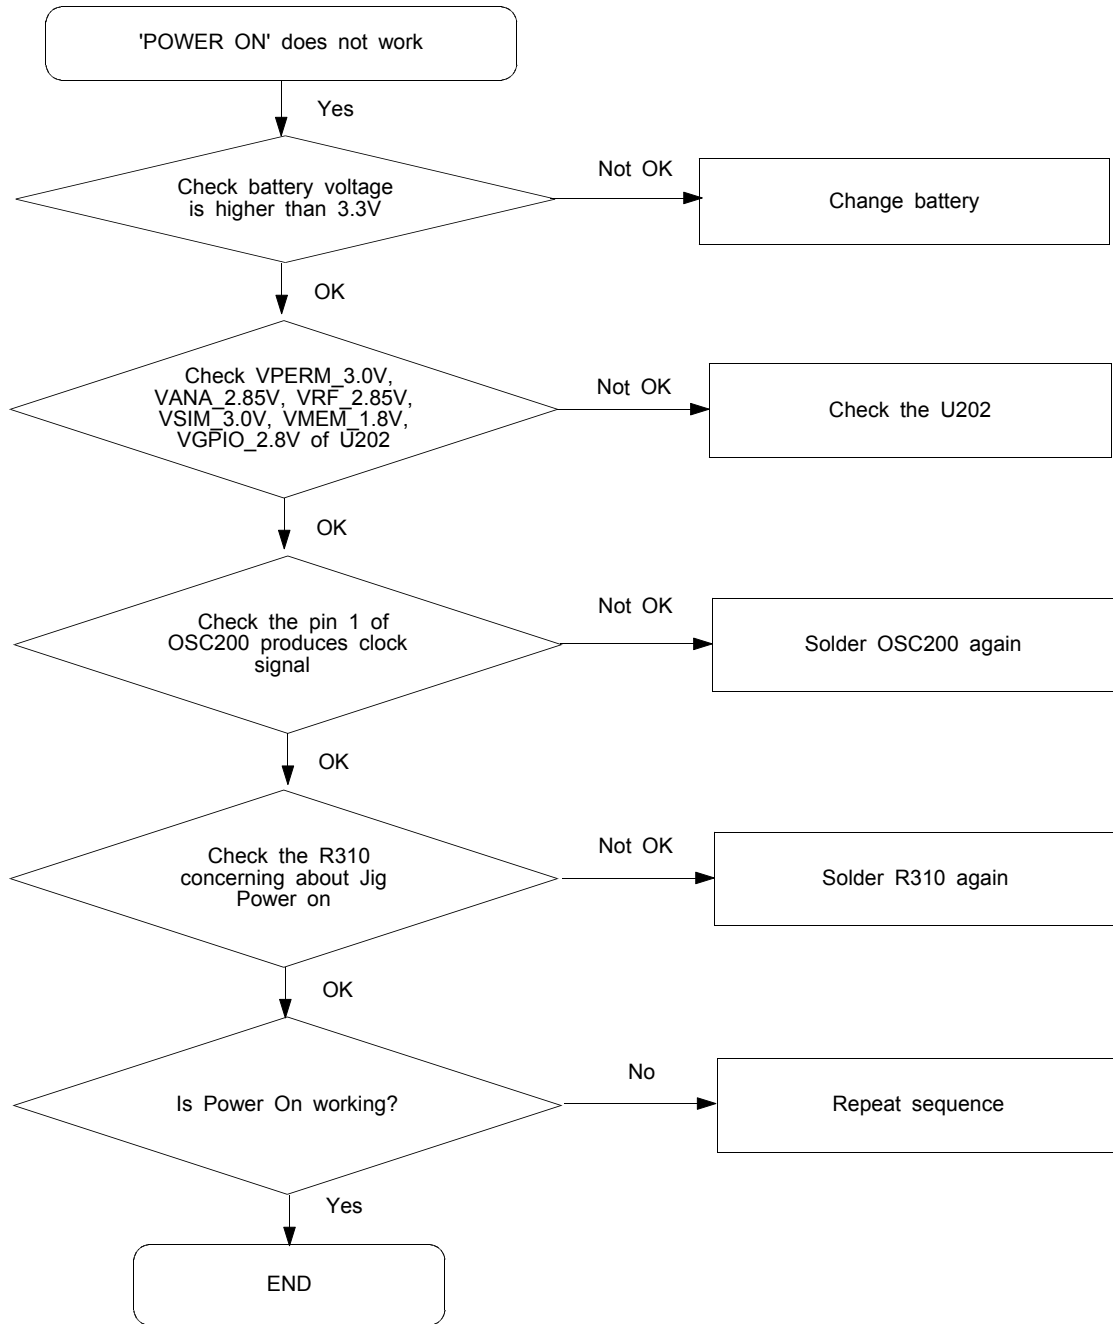 'POWER ON' does not work
Yes
Check battery voltage
is higher than 3.3V
Not OK
Change battery
OK
Check VPERM_3.0V,
VANA_2.85V, VRF_2.85V,
VSIM_3.0V, VMEM_1.8V,
VGPIO_2.8V of U202
Not OK
Check the U202
OK
Check the pin 1 of
OSC200 produces clock
signal
Not OK
Solder OSC200 again
OK
Check the R310
concerning about Jig
Power on
Not OK
Solder R310 again
OK
Is Power On working?
No
Repeat sequence
Yes
END